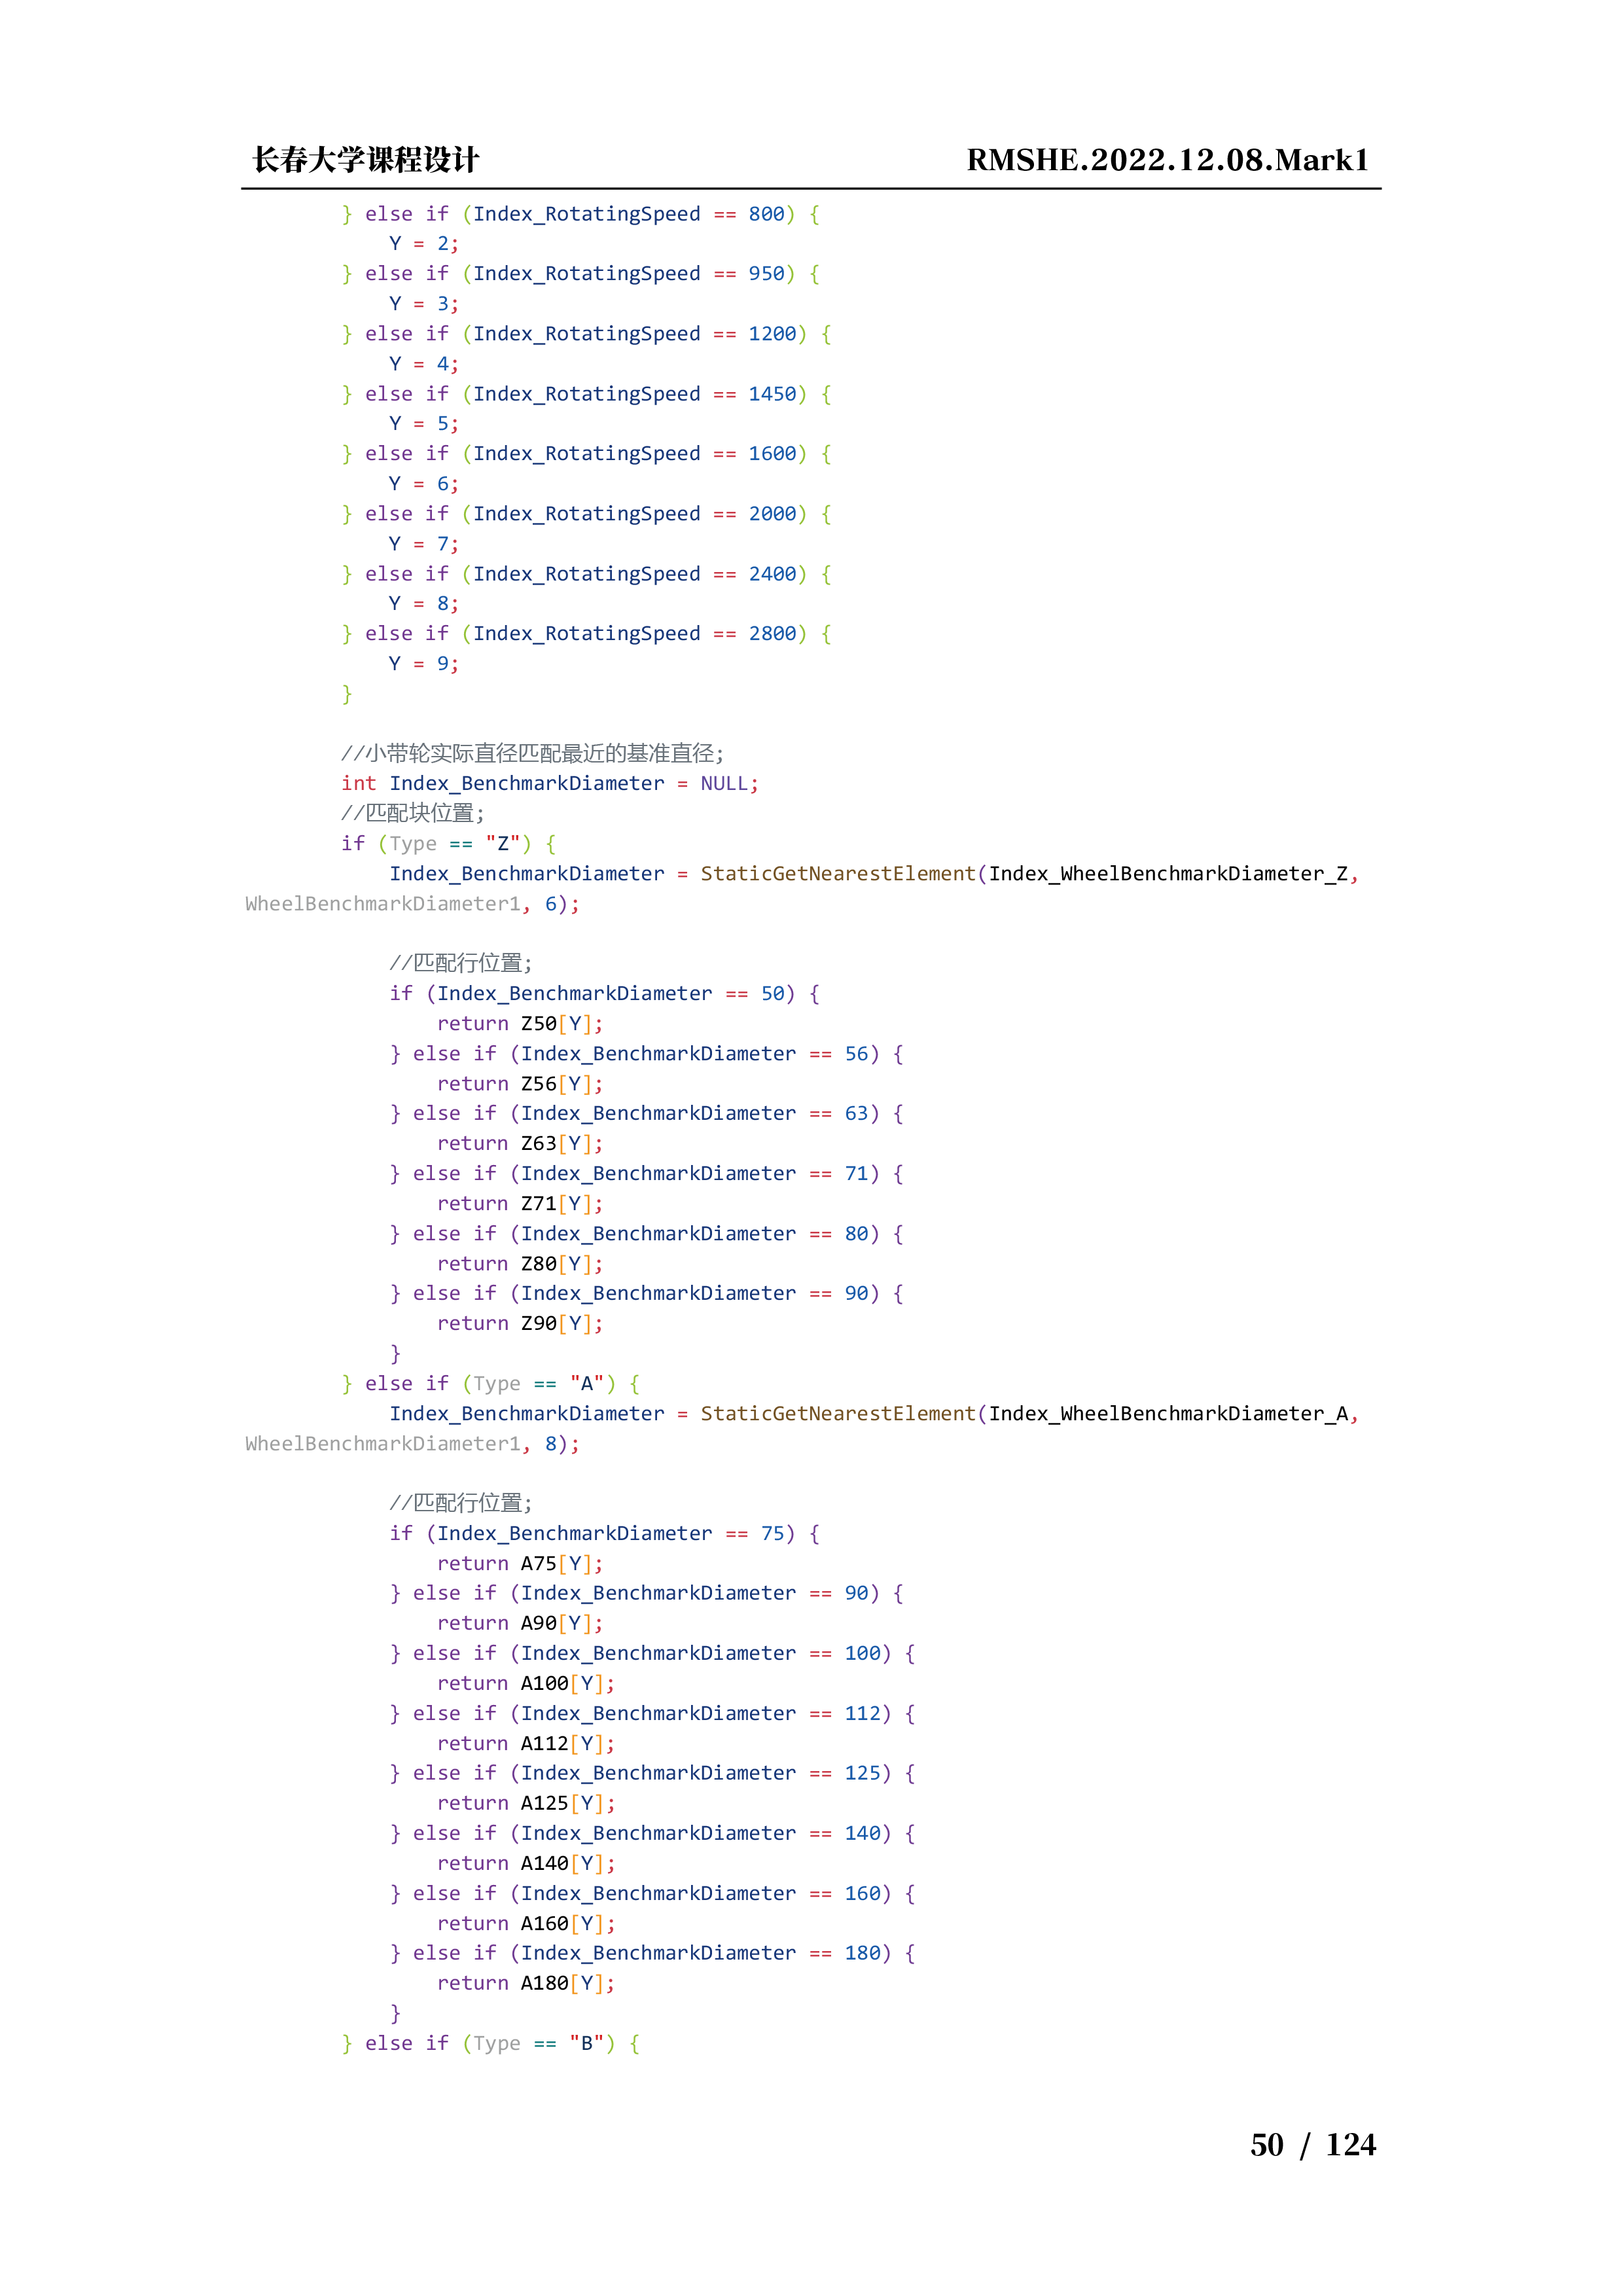 长春大学课程设计 RMSHE.2022.12.08.Mark1
        } else if (Index_RotatingSpeed == 800) {
            Y = 2;
        } else if (Index_RotatingSpeed == 950) {
            Y = 3;
        } else if (Index_RotatingSpeed == 1200) {
            Y = 4;
        } else if (Index_RotatingSpeed == 1450) {
            Y = 5;
        } else if (Index_RotatingSpeed == 1600) {
            Y = 6;
        } else if (Index_RotatingSpeed == 2000) {
            Y = 7;
        } else if (Index_RotatingSpeed == 2400) {
            Y = 8;
        } else if (Index_RotatingSpeed == 2800) {
            Y = 9;
        }

        //小带轮实际直径匹配最近的基准直径;
        int Index_BenchmarkDiameter = NULL;
        //匹配块位置;
        if (Type == "Z") {
            Index_BenchmarkDiameter = StaticGetNearestElement(Index_WheelBenchmarkDiameter_Z,
WheelBenchmarkDiameter1, 6);

            //匹配行位置;
            if (Index_BenchmarkDiameter == 50) {
                return Z50[Y];
            } else if (Index_BenchmarkDiameter == 56) {
                return Z56[Y];
            } else if (Index_BenchmarkDiameter == 63) {
                return Z63[Y];
            } else if (Index_BenchmarkDiameter == 71) {
                return Z71[Y];
            } else if (Index_BenchmarkDiameter == 80) {
                return Z80[Y];
            } else if (Index_BenchmarkDiameter == 90) {
                return Z90[Y];
            }
        } else if (Type == "A") {
            Index_BenchmarkDiameter = StaticGetNearestElement(Index_WheelBenchmarkDiameter_A,
WheelBenchmarkDiameter1, 8);

            //匹配行位置;
            if (Index_BenchmarkDiameter == 75) {
                return A75[Y];
            } else if (Index_BenchmarkDiameter == 90) {
                return A90[Y];
            } else if (Index_BenchmarkDiameter == 100) {
                return A100[Y];
            } else if (Index_BenchmarkDiameter == 112) {
                return A112[Y];
            } else if (Index_BenchmarkDiameter == 125) {
                return A125[Y];
            } else if (Index_BenchmarkDiameter == 140) {
                return A140[Y];
            } else if (Index_BenchmarkDiameter == 160) {
                return A160[Y];
            } else if (Index_BenchmarkDiameter == 180) {
                return A180[Y];
            }
        } else if (Type == "B") {
50 / 124